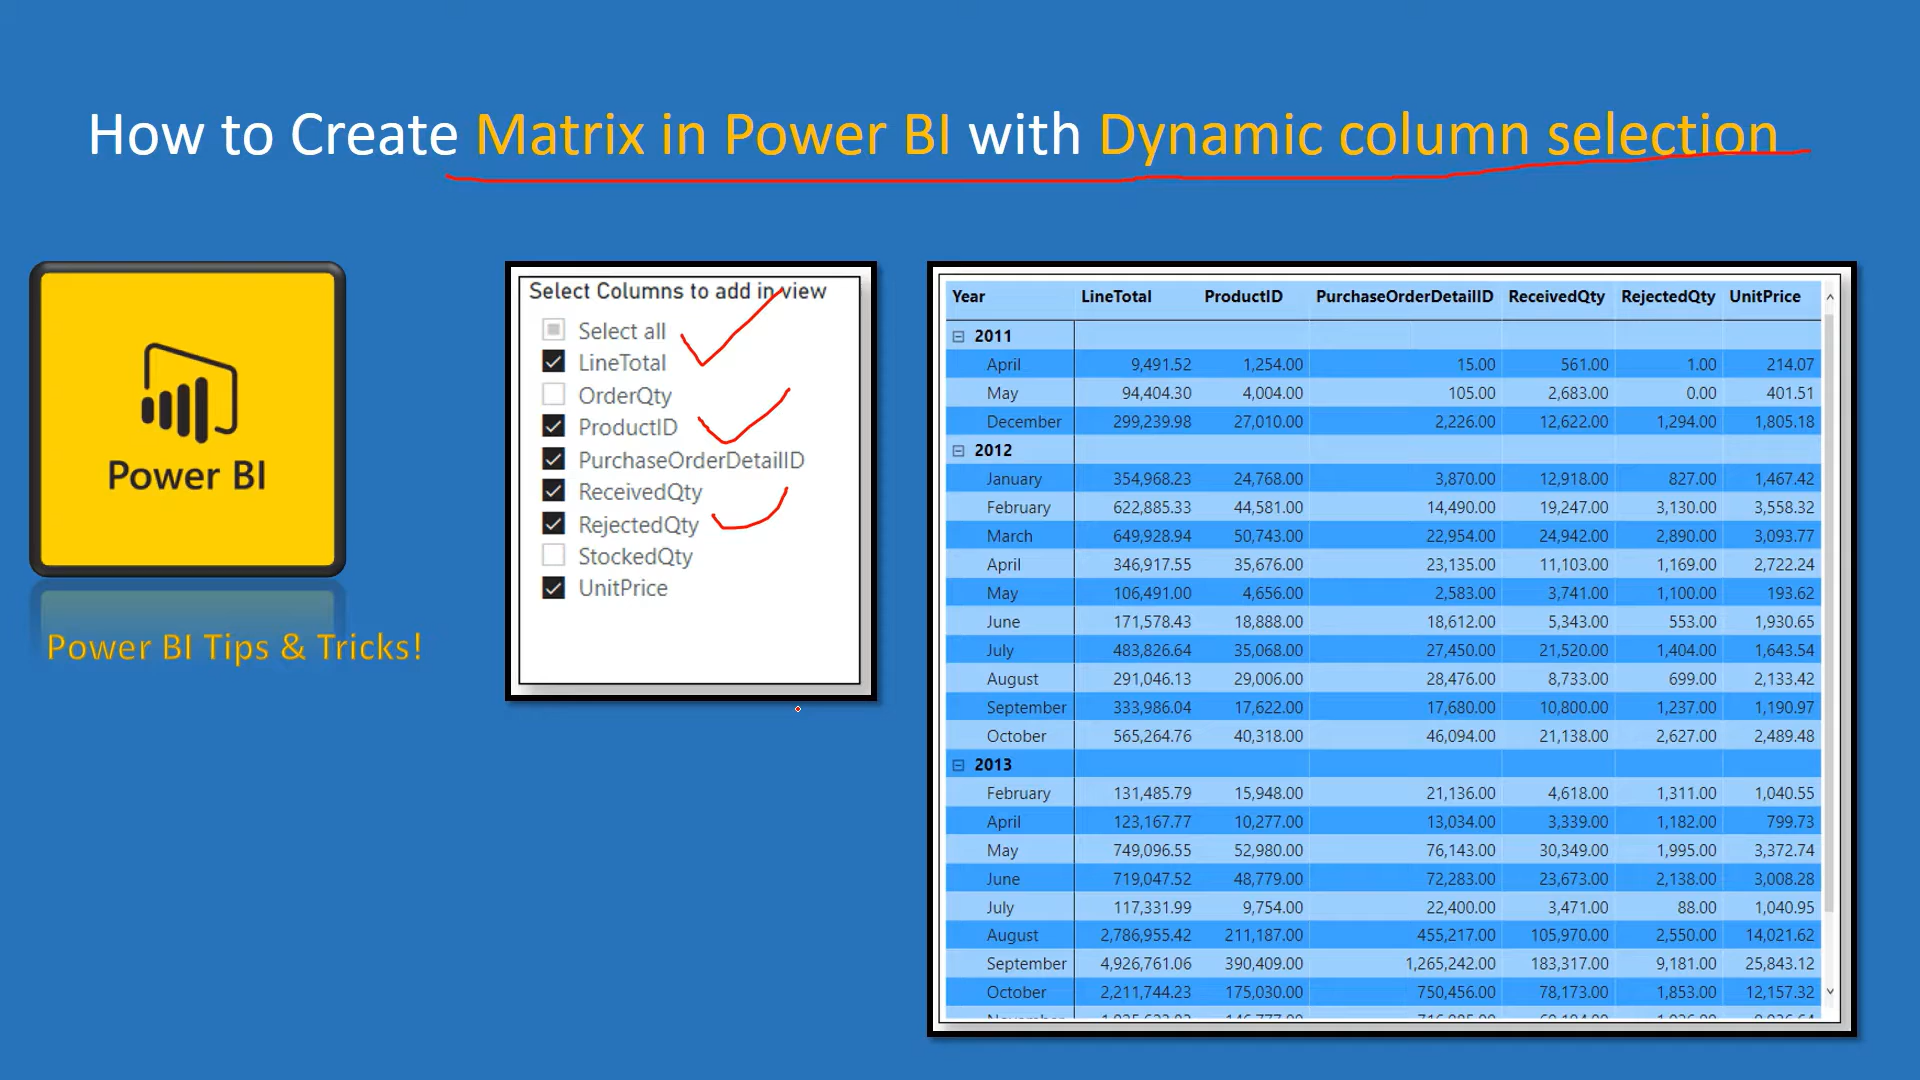 How to Create Matrix in Power BI with Dynamic column selection
Power BI
Power BI Tips & Tricks!
Select Columns to add in view
Select all
LineTotal
OrderQty
ProductID
PurchaseOrderDetailID
ReceivedQty
RejectedQty
StockedQty
UnitPrice
Year LineTotal ProductID PurchaseOrderDetailID ReceivedQty RejectedQty UnitPrice
2011
April 9,491.52 1,254.00 15.00 561.00 1.00 214.07
May 94,404.30 4,004.00 105.00 2,683.00 0.00 401.51
December 299,239.98 27,010.00 2,226.00 12,622.00 1,294.00 1,805.18
2012
January 354,968.23 24,768.00 3,870.00 12,918.00 827.00 1,467.42
February 622,885.33 44,581.00 14,490.00 19,247.00 3,130.00 3,558.32
March 649,928.94 50,743.00 22,954.00 24,942.00 2,890.00 3,093.77
April 346,917.55 35,676.00 23,135.00 11,103.00 1,169.00 2,722.24
May 106,491.00 4,656.00 2,583.00 3,741.00 1,100.00 193.62
June 171,578.43 18,888.00 18,612.00 5,343.00 553.00 1,930.65
July 483,826.64 35,068.00 27,450.00 21,520.00 1,404.00 1,643.54
August 291,046.13 29,006.00 28,476.00 8,733.00 699.00 2,133.42
September 333,986.04 17,622.00 17,680.00 10,800.00 1,237.00 1,190.97
October 565,264.76 40,318.00 46,094.00 21,138.00 2,627.00 2,489.48
2013
February 131,485.79 15,948.00 21,136.00 4,618.00 1,311.00 1,040.55
April 123,167.77 10,277.00 13,034.00 3,339.00 1,182.00 799.73
May 749,096.55 52,980.00 76,143.00 30,349.00 1,995.00 3,372.74
June 719,047.52 48,779.00 72,283.00 23,673.00 2,138.00 3,008.28
July 117,331.99 9,754.00 22,400.00 3,471.00 88.00 1,040.95
August 2,786,955.42 211,187.00 455,217.00 105,970.00 2,550.00 14,021.62
September 4,926,761.06 390,409.00 1,265,242.00 183,317.00 9,181.00 25,843.12
October 2,211,744.23 175,030.00 750,456.00 78,173.00 1,853.00 12,157.32